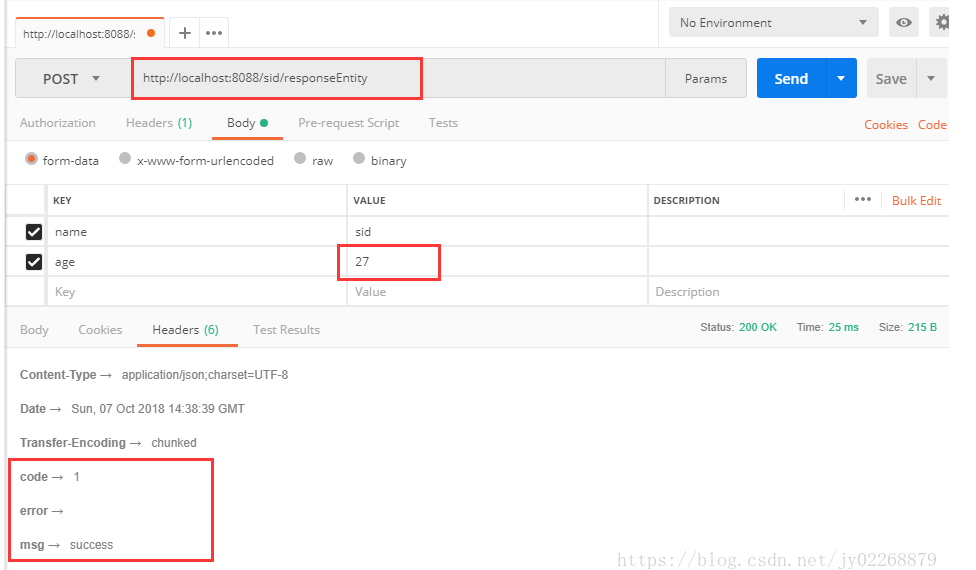 http://localhost:8088/s
No Environment
POST http://localhost:8088/sid/responseEntity Params Send Save
Authorization Headers (1) Body Pre-request Script Tests Cookies Code
form-data x-www-form-urlencoded raw binary
KEY VALUE DESCRIPTION ••• Bulk Edit
name sid
age 27
Key Value Description
Body Cookies Headers (6) Test Results Status: 200 OK Time: 25 ms Size: 215 B
Content-Type → application/json;charset=UTF-8
Date → Sun, 07 Oct 2018 14:38:39 GMT
Transfer-Encoding → chunked
code → 1
error →
msg → success
https://blog.csdn.net/jy02268879